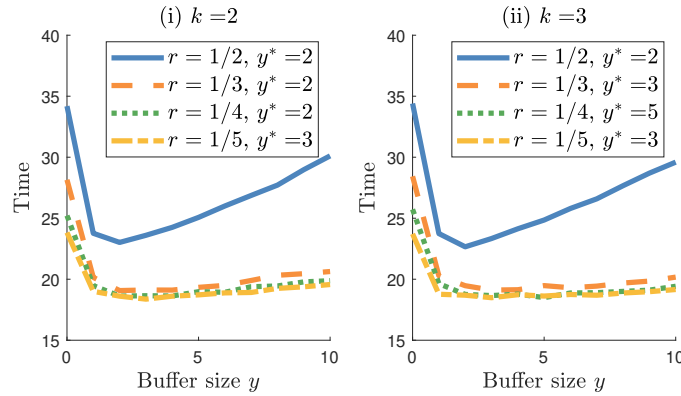 (i) k =2
40
35
30
25
20
15
Time
r = 1/2, y* =2
r = 1/3, y* =2
r = 1/4, y* =2
r = 1/5, y* =3
0
5
10
Buffer size y
(ii) k =3
40
35
30
25
20
15
Time
r = 1/2, y* =2
r = 1/3, y* =3
r = 1/4, y* =5
r = 1/5, y* =3
0
5
10
Buffer size y